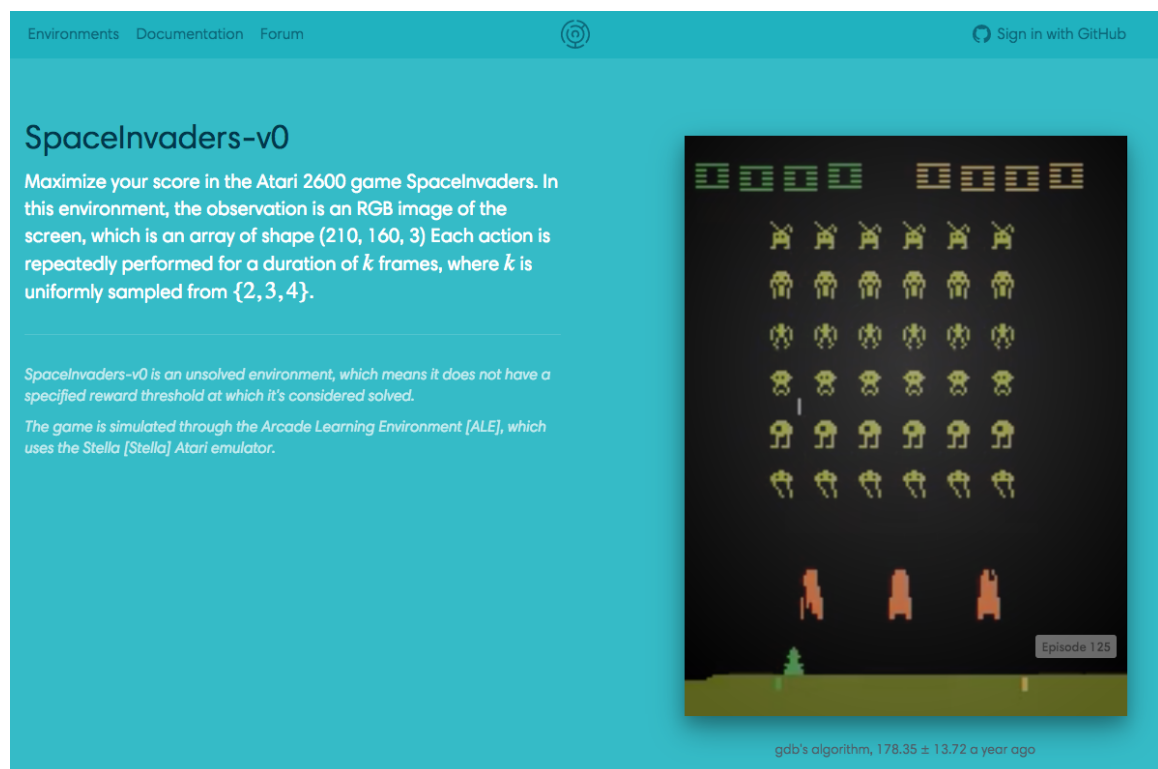 Environments Documentation Forum
Sign in with GitHub
SpaceInvaders-v0
Maximize your score in the Atari 2600 game SpaceInvaders. In
this environment, the observation is an RGB image of the
screen, which is an array of shape (210, 160, 3) Each action is
repeatedly performed for a duration of k frames, where k is
uniformly sampled from {2,3,4}.
SpaceInvaders-v0 is an unsolved environment, which means it does not have a
specified reward threshold at which it's considered solved.
The game is simulated through the Arcade Learning Environment [ALE], which
uses the Stella [Stella] Atari emulator.
Episode 125
gdb's algorithm, 178.35 ± 13.72 a year ago